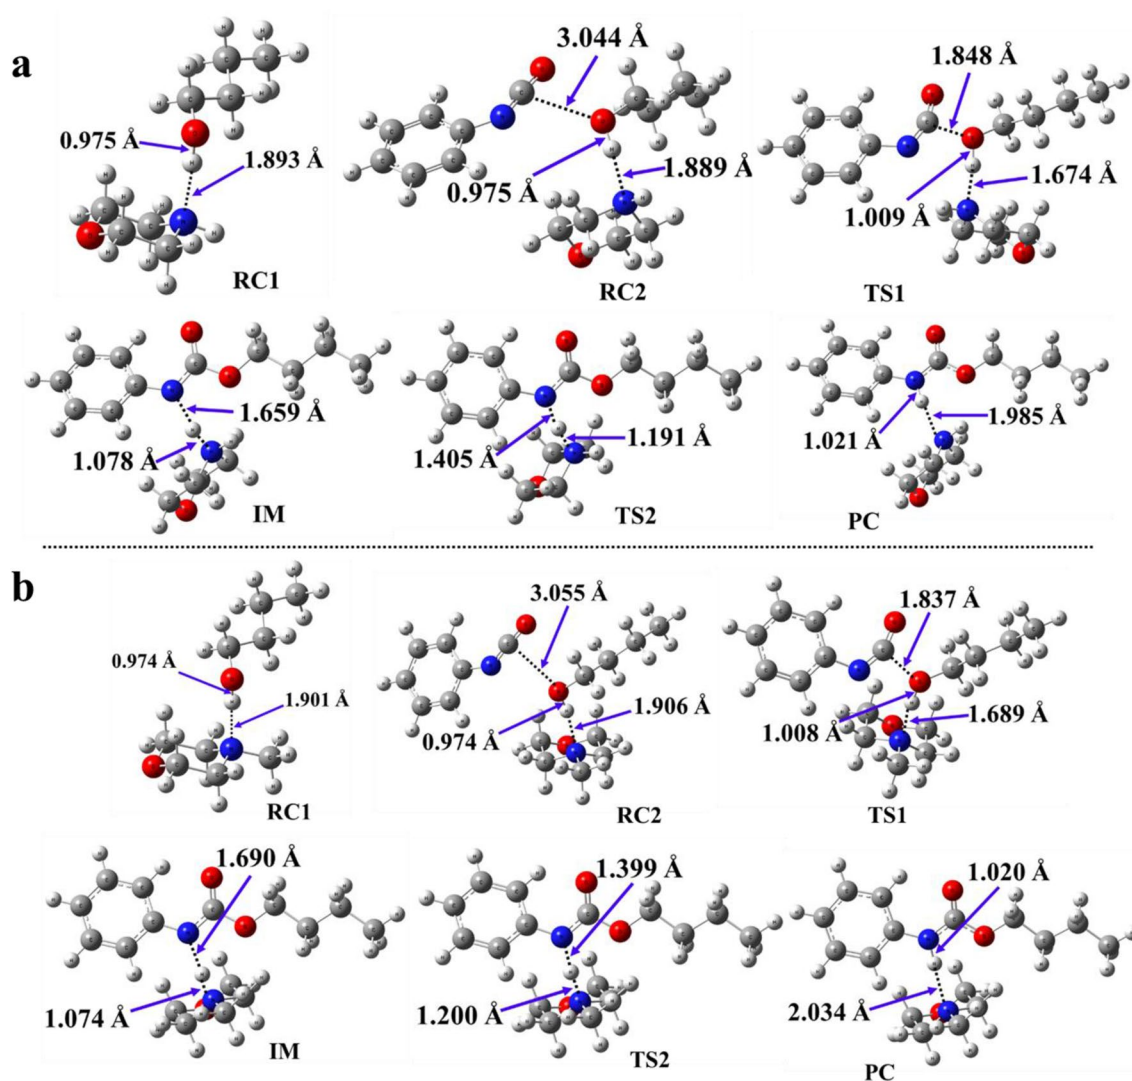 a
3.044 Å
1.848 Å
0.975 Å
1.893 Å
0.975 Å
1.889 Å
1.009 Å
1.674 Å
RC1
RC2
TS1
1.659 Å
1.078 Å
1.405 Å
1.191 Å
1.021 Å
1.985 Å
IM
TS2
PC
b
3.055 Å
1.837 Å
0.974 Å
1.901 Å
0.974 Å
1.906 Å
1.008 Å
1.689 Å
RC1
RC2
TS1
1.690 Å
1.399 Å
1.020 Å
1.074 Å
1.200 Å
2.034 Å
IM
TS2
PC